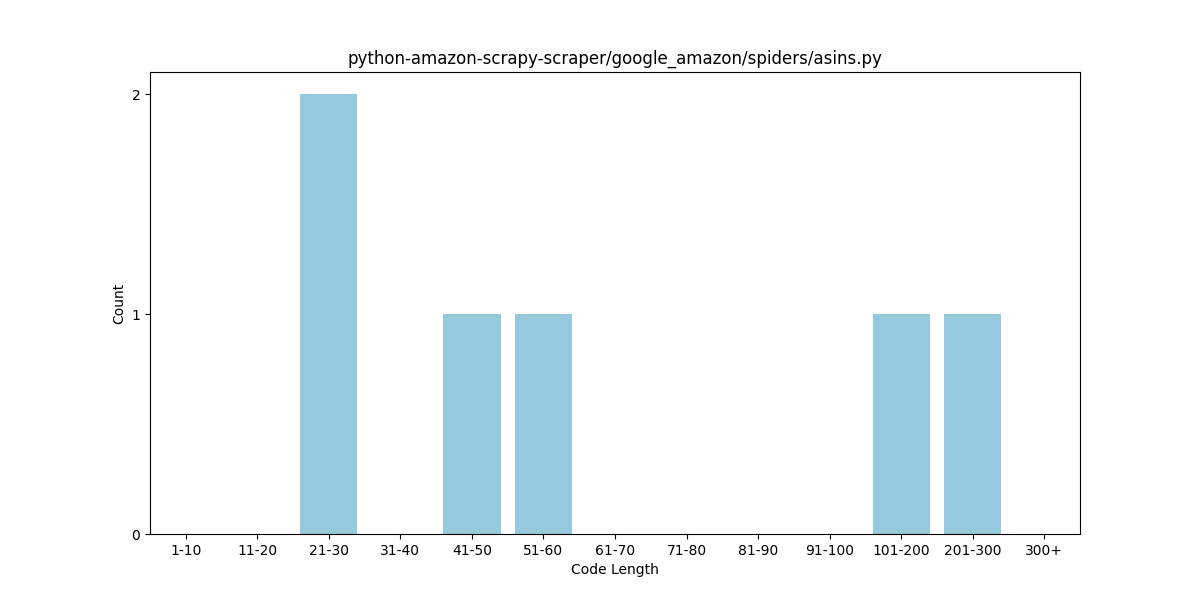 python-amazon-scrapy-scraper/google_amazon/spiders/asins.py
2
1
0
Count
1-10 11-20 21-30 31-40 41-50 51-60 61-70 71-80 81-90 91-100 101-200 201-300 300+
Code Length